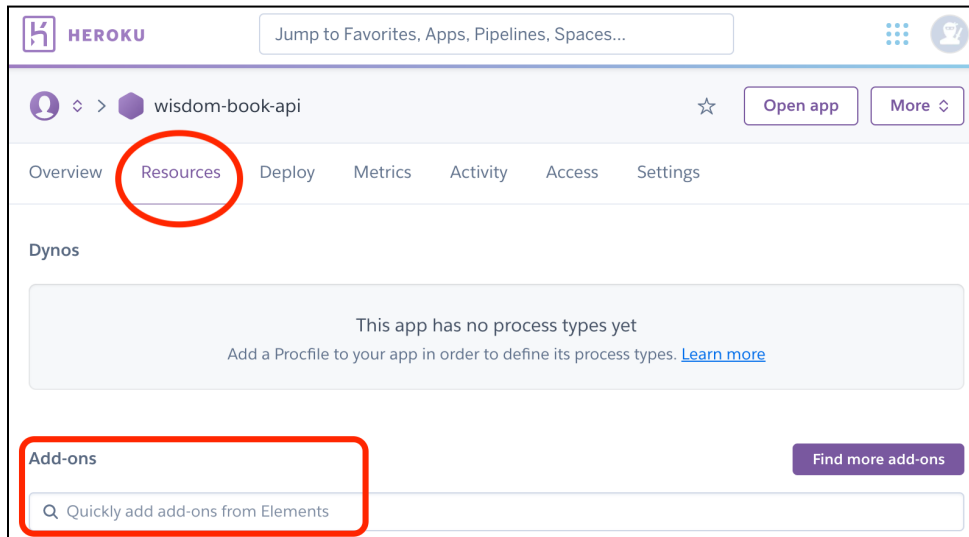 HEROKU
Jump to Favorites, Apps, Pipelines, Spaces...
wisdom-book-api
Open app
More
Overview Resources Deploy Metrics Activity Access Settings
Dynos
This app has no process types yet
Add a Procfile to your app in order to define its process types. Learn more
Add-ons
Find more add-ons
Quickly add add-ons from Elements